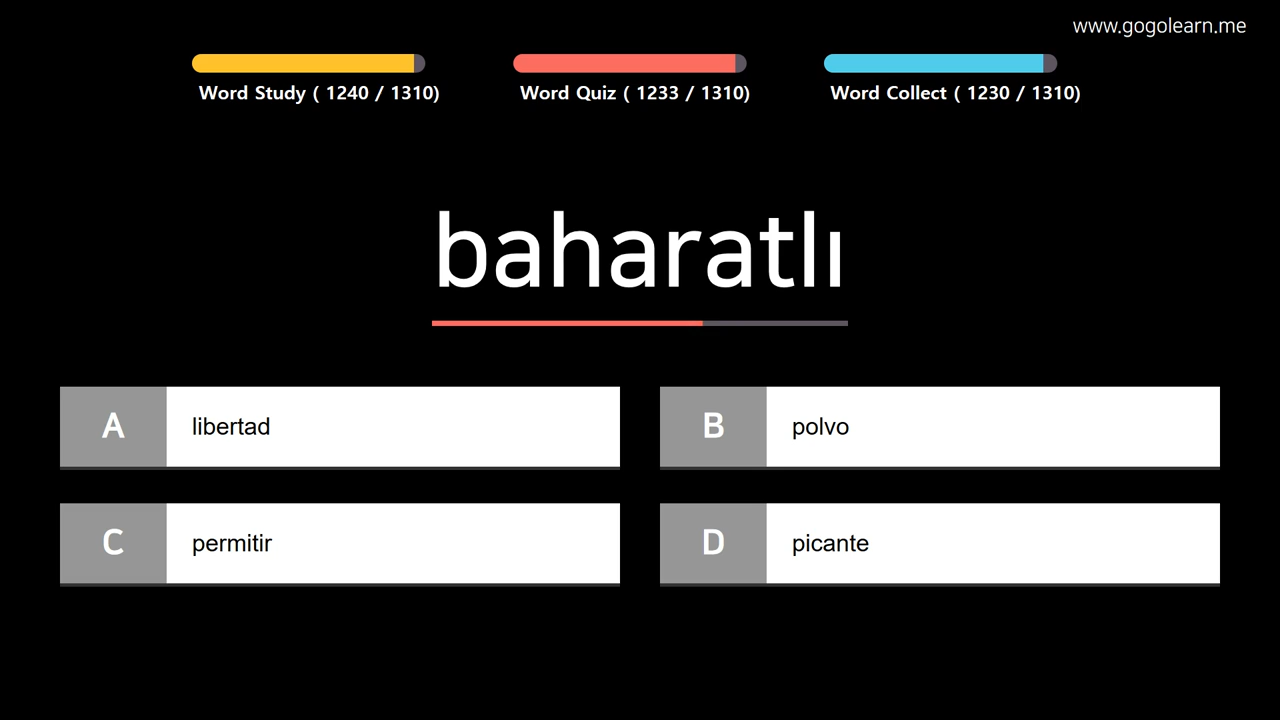 www.gogolearn.me
Word Study ( 1240 / 1310)
Word Quiz ( 1233 / 1310)
Word Collect ( 1230 / 1310)
baharatlı
A libertad
B polvo
C permitir
D picante